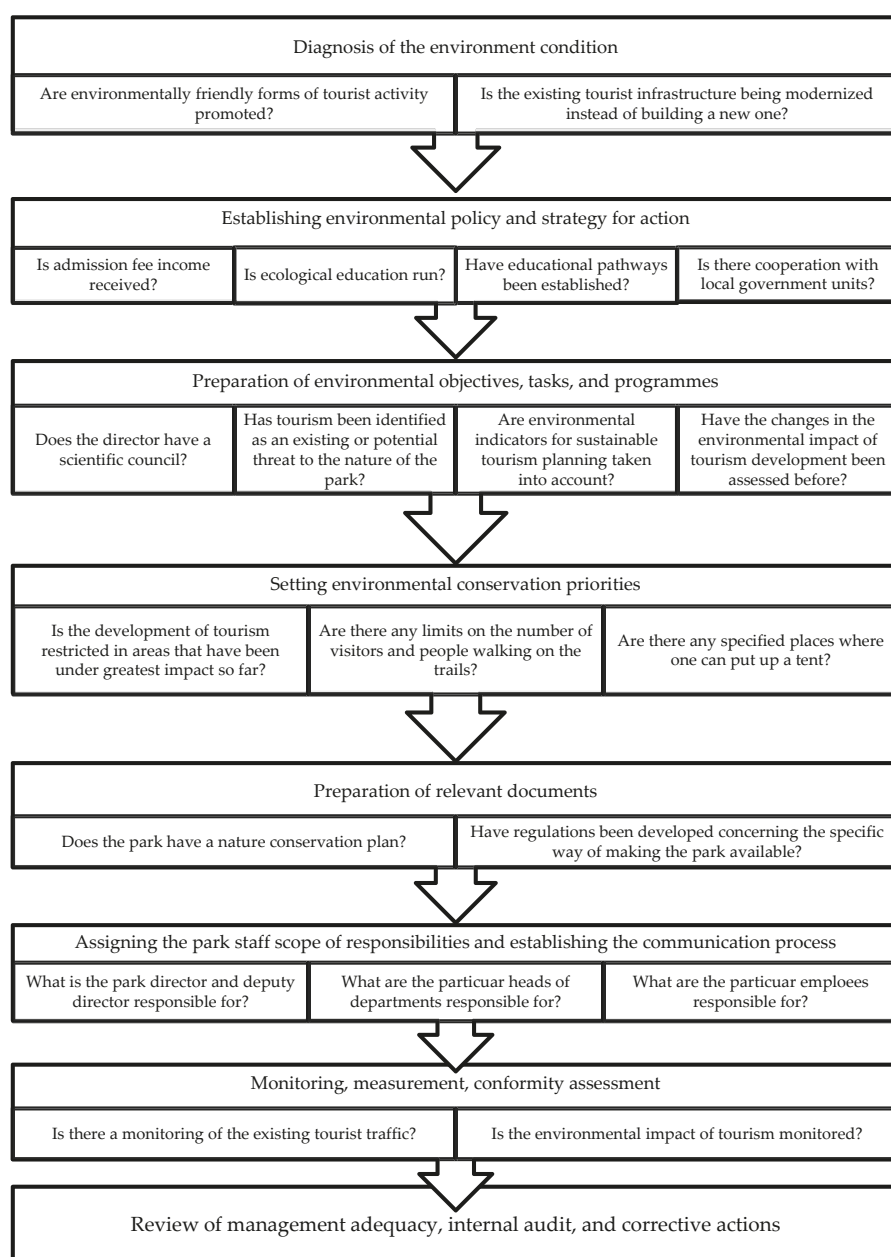 Diagnosis of the environment condition
Are environmentally friendly forms of tourist activity
promoted?
Is the existing tourist infrastructure being modernized
instead of building a new one?
Establishing environmental policy and strategy for action
Is admission fee income
received?
Is ecological education run?
Have educational pathways
been established?
Is there cooperation with
local government units?
Preparation of environmental objectives, tasks, and programmes
Does the director have a
scientific council?
Has tourism been identified
as an existing or potential
threat to the nature of the
park?
Are environmental
indicators for sustainable
tourism planning taken
into account?
Have the changes in the
environmental impact of
tourism development been
assessed before?
Setting environmental conservation priorities
Is the development of tourism
restricted in areas that have been
under greatest impact so far?
Are there any limits on the number of
visitors and people walking on the
trails?
Are there any specified places where
one can put up a tent?
Preparation of relevant documents
Does the park have a nature conservation plan?
Have regulations been developed concerning the specific
way of making the park available?
Assigning the park staff scope of responsibilities and establishing the communication process
What is the park director and deputy
director responsible for?
What are the particuar heads of
departments responsible for?
What are the particuar emploees
responsible for?
Monitoring, measurement, conformity assessment
Is there a monitoring of the existing tourist traffic?
Is the environmental impact of tourism monitored?
Review of management adequacy, internal audit, and corrective actions